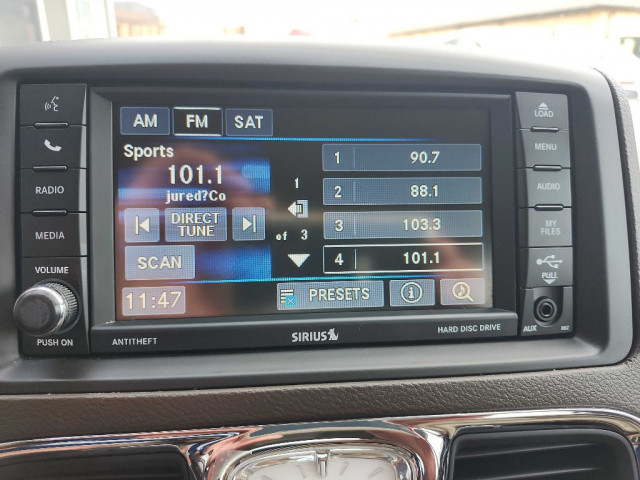 AM FM SAT
Sports
101.1
jured?Co
DIRECT
TUNE
SCAN
11:47
1
of 3
1 90.7
2 88.1
3 103.3
4 101.1
PRESETS
RADIO
MEDIA
VOLUME
PUSH ON
ANTITHEFT
SIRIUS
HARD DISC DRIVE
LOAD
MENU
AUDIO
MY
FILES
PULL
AUX